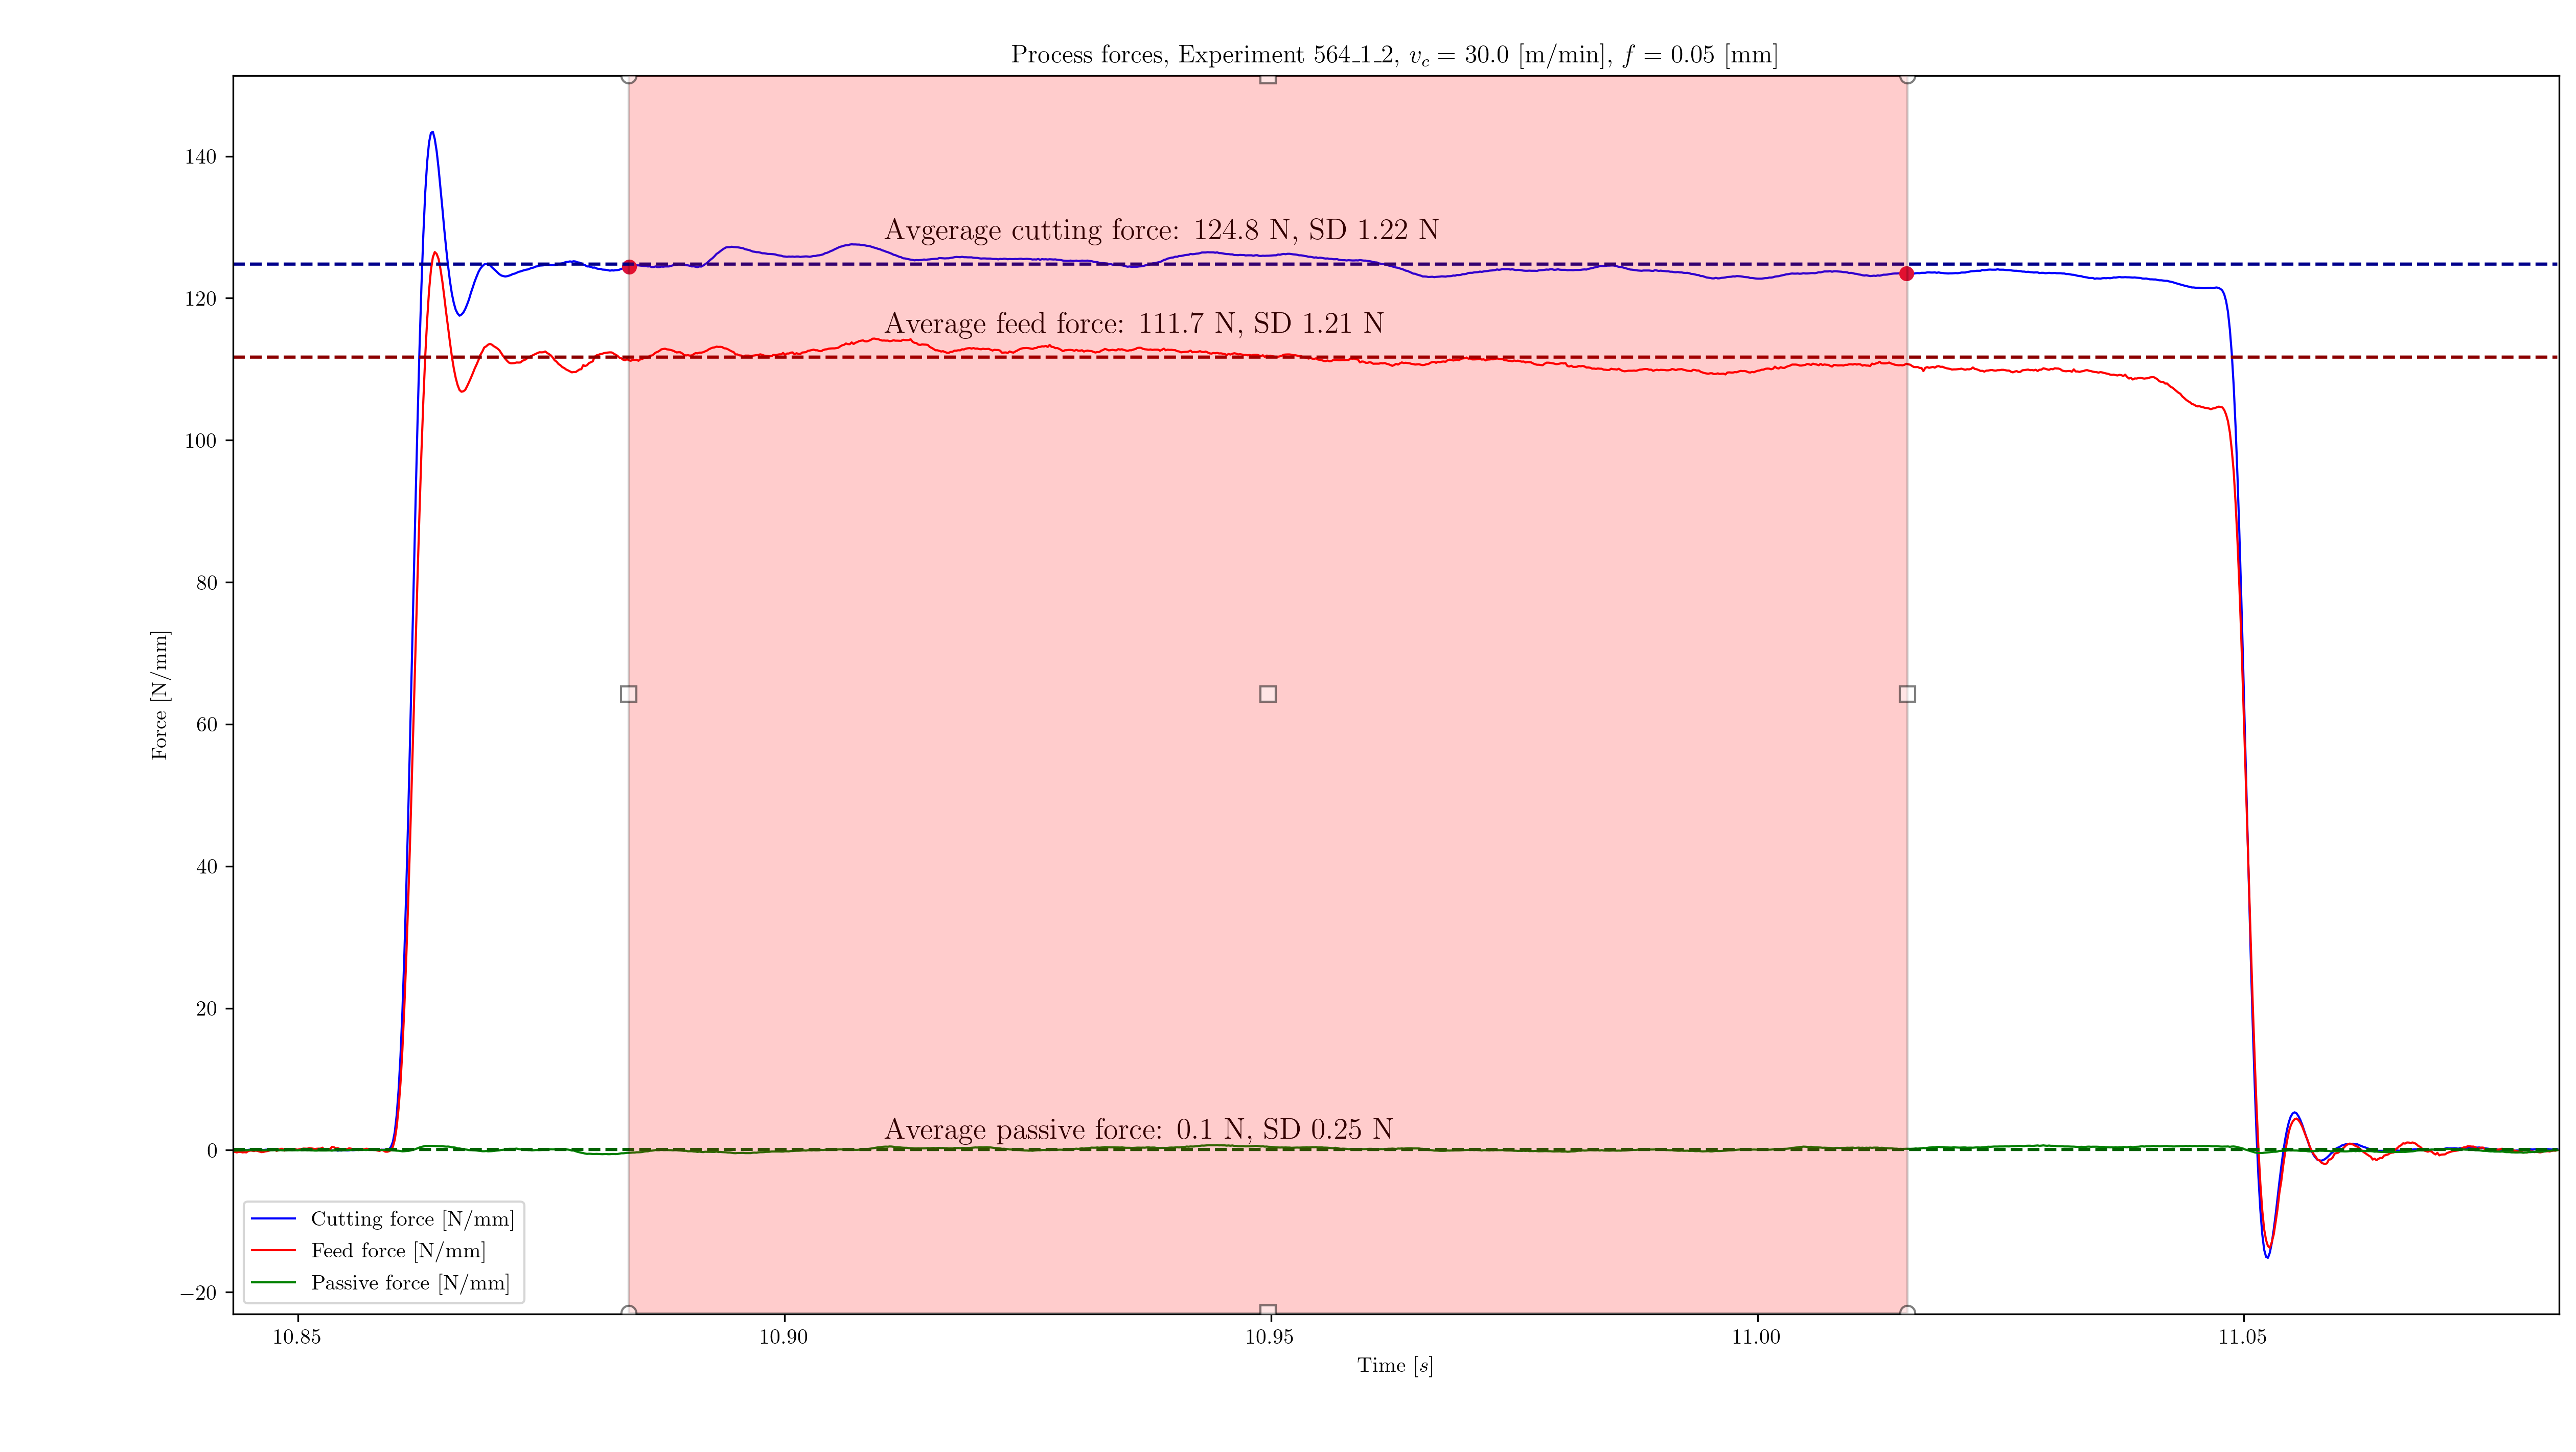 Process forces, Experiment 564_1_2, v_c = 30.0 [m/min], f = 0.05 [mm]
140
120
100
80
60
40
20
0
−20
Force [N/mm]
Avgerage cutting force: 124.8 N, SD 1.22 N
Average feed force: 111.7 N, SD 1.21 N
Average passive force: 0.1 N, SD 0.25 N
Cutting force [N/mm]
Feed force [N/mm]
Passive force [N/mm]
10.85 10.90 10.95 11.00 11.05
Time [s]